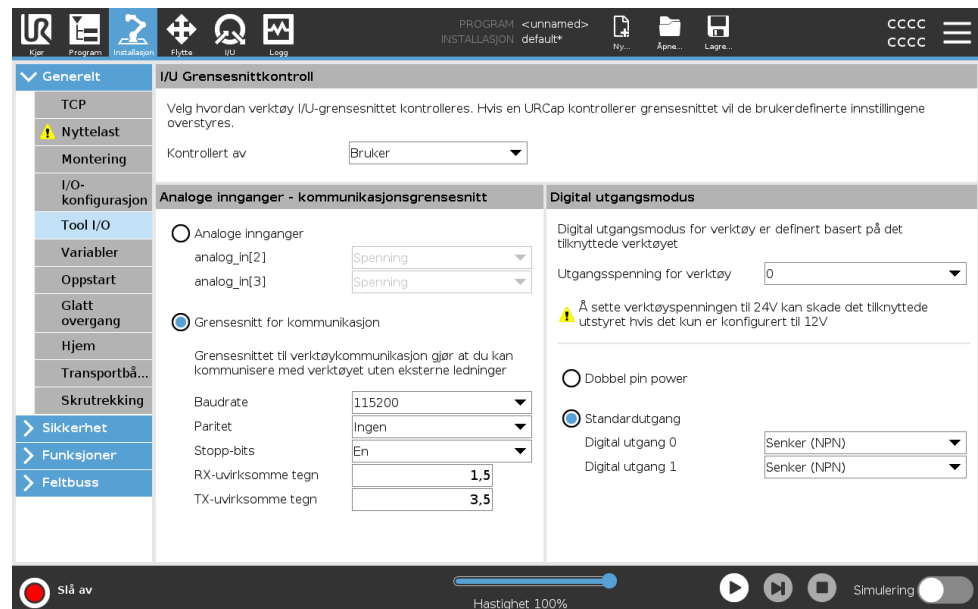 PROGRAM <unnamed>
INSTALLASJON default*
CCCC
CCCC
UR
Kjør
Program
Installasjon
Flytte
I/U
Logg
Ny...
Åpne...
Lagre...
Generelt
TCP
Nyttelast
Montering
I/O-
konfigurasjon
Tool I/O
Variabler
Oppstart
Glatt
overgang
Hjem
Transportbå...
Skrutrekking
Sikkerhet
Funksjoner
Feltbuss
I/U Grensesnittkontroll
Velg hvordan verktøy I/U-grensesnittet kontrolleres. Hvis en URCap kontrollerer grensesnittet vil de brukerdefinerte innstillingene
overstyres.
Kontrollert av Bruker
Analoge innganger - kommunikasjonsgrensesnitt
Analoge innganger
analog_in[2] Spenning
analog_in[3] Spenning
Grensesnitt for kommunikasjon
Grensesnittet til verktøykommunikasjon gjør at du kan
kommunisere med verktøyet uten eksterne ledninger
Baudrate 115200
Paritet Ingen
Stopp-bits En
RX-uvirksomme tegn 1,5
TX-uvirksomme tegn 3,5
Digital utgangsmodus
Digital utgangsmodus for verktøy er definert basert på det
tilknyttede verktøyet
Utgangsspenning for verktøy 0
Å sette verktøyspenningen til 24V kan skade det tilknyttede
utstyret hvis det kun er konfigurert til 12V
Dobbel pin power
Standardutgang
Digital utgang 0 Senker (NPN)
Digital utgang 1 Senker (NPN)
Slå av
Hastighet 100%
Simulering